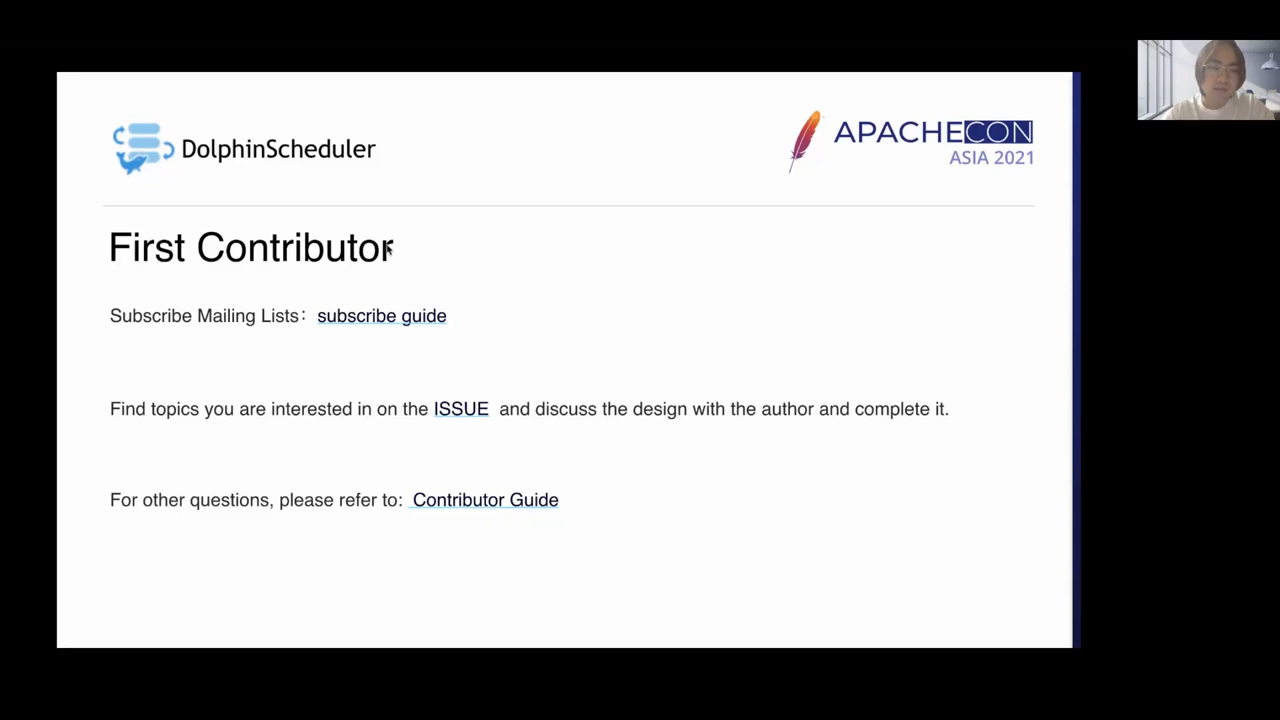 DolphinScheduler
APACHECON
ASIA 2021
First Contributor
Subscribe Mailing Lists： subscribe guide
Find topics you are interested in on the ISSUE and discuss the design with the author and complete it.
For other questions, please refer to: Contributor Guide